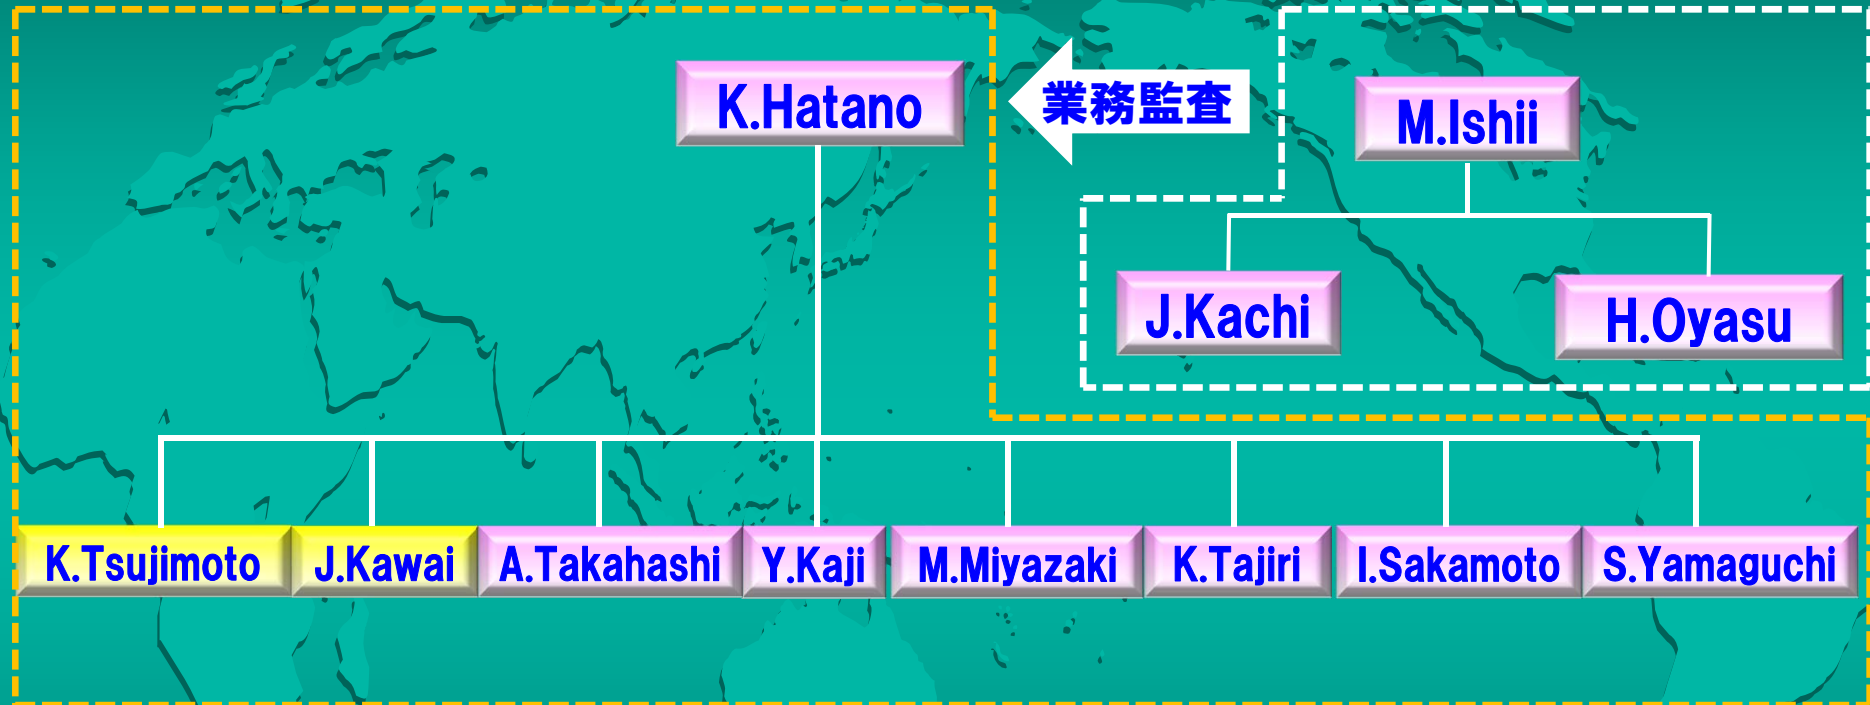 K.Hatano
業務監査
M.Ishii
J.Kachi
H.Oyasu
K.Tsujimoto
J.Kawai
A.Takahashi
Y.Kaji
M.Miyazaki
K.Tajiri
I.Sakamoto
S.Yamaguchi